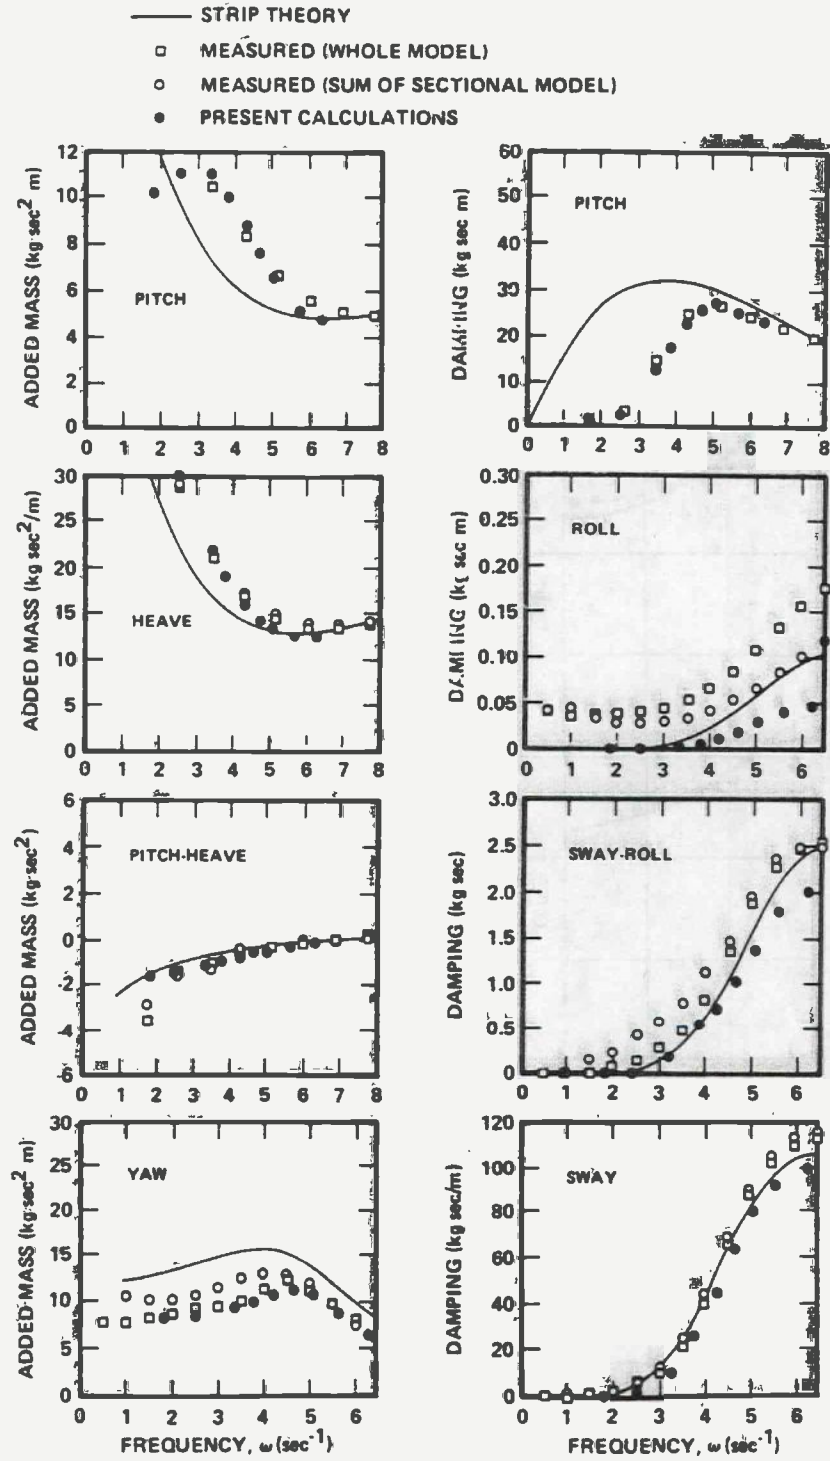 STRIP THEORY
MEASURED (WHOLE MODEL)
MEASURED (SUM OF SECTIONAL MODEL)
PRESENT CALCULATIONS
ADDED MASS (kg·sec² m)
12
10
8
6
4
2
0
PITCH
0 1 2 3 4 5 6 7 8
DAMPING (kg sec m)
60
50
40
30
20
10
0
PITCH
0 1 2 3 4 5 6 7 8
ADDED MASS (kg sec²/m)
30
25
20
15
10
5
0
HEAVE
0 1 2 3 4 5 6 7 8
DAMPING (kg sec m)
0.30
0.25
0.20
0.15
0.10
0.05
0
ROLL
0 1 2 3 4 5 6
ADDED MASS (kg·sec²)
6
4
2
0
-2
-4
-6
PITCH-HEAVE
0 1 2 3 4 5 6 7 8
DAMPING (kg sec)
3.0
2.5
2.0
1.5
1.0
0.5
0
SWAY-ROLL
0 1 2 3 4 5 6
ADDED MASS (kg·sec² m)
30
25
20
15
10
5
0
YAW
0 1 2 3 4 5 6
FREQUENCY, ω (sec⁻¹)
DAMPING (kg sec/m)
120
100
80
60
40
20
0
SWAY
0 1 2 3 4 5 6
FREQUENCY, ω (sec⁻¹)